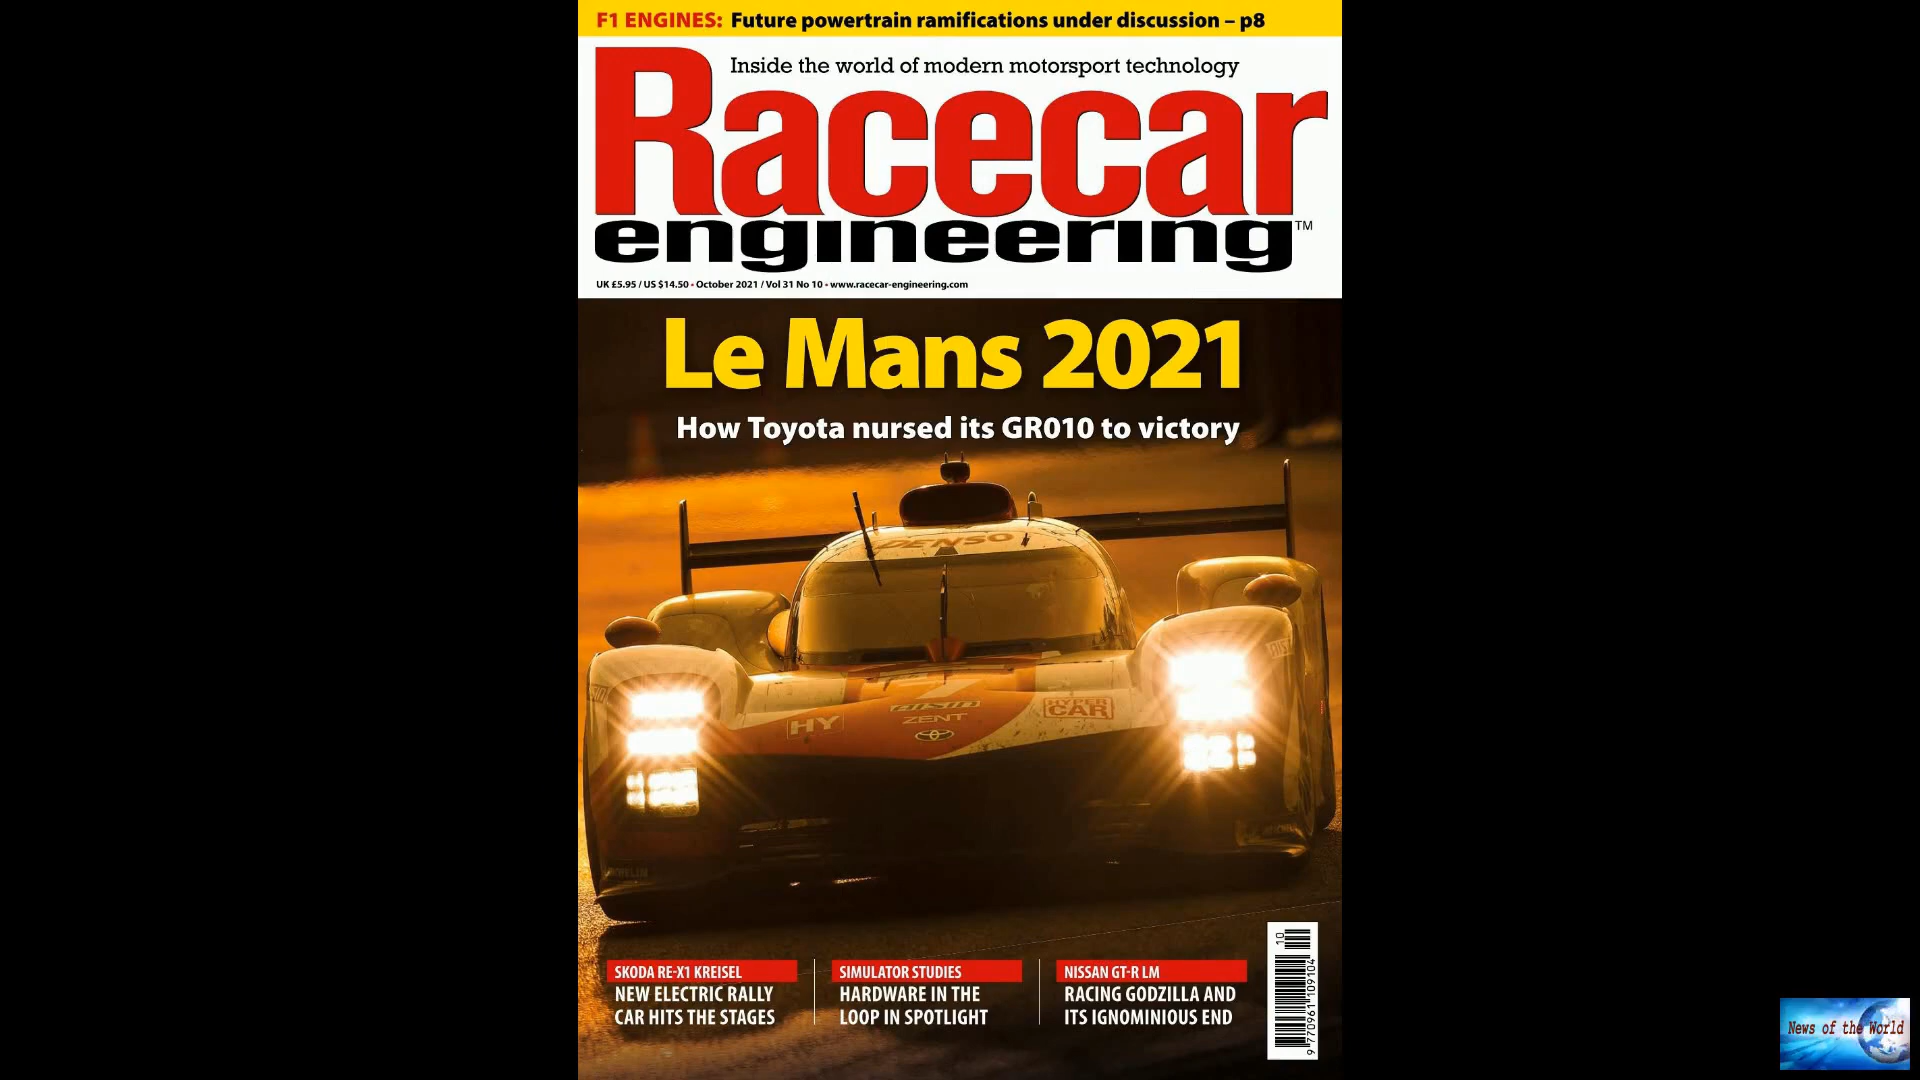 F1 ENGINES: Future powertrain ramifications under discussion – p8
Inside the world of modern motorsport technology
Racecar
engineering™
UK £5.95 / US $14.50 • October 2021 / Vol 31 No 10 • www.racecar-engineering.com
Le Mans 2021
How Toyota nursed its GR010 to victory
DENSO
AISIN
ZENT
HY
HYPER
CAR
SKODA RE-X1 KREISEL
NEW ELECTRIC RALLY
CAR HITS THE STAGES
SIMULATOR STUDIES
HARDWARE IN THE
LOOP IN SPOTLIGHT
NISSAN GT-R LM
RACING GODZILLA AND
ITS IGNOMINIOUS END
10
9 770961 109104
News of the World